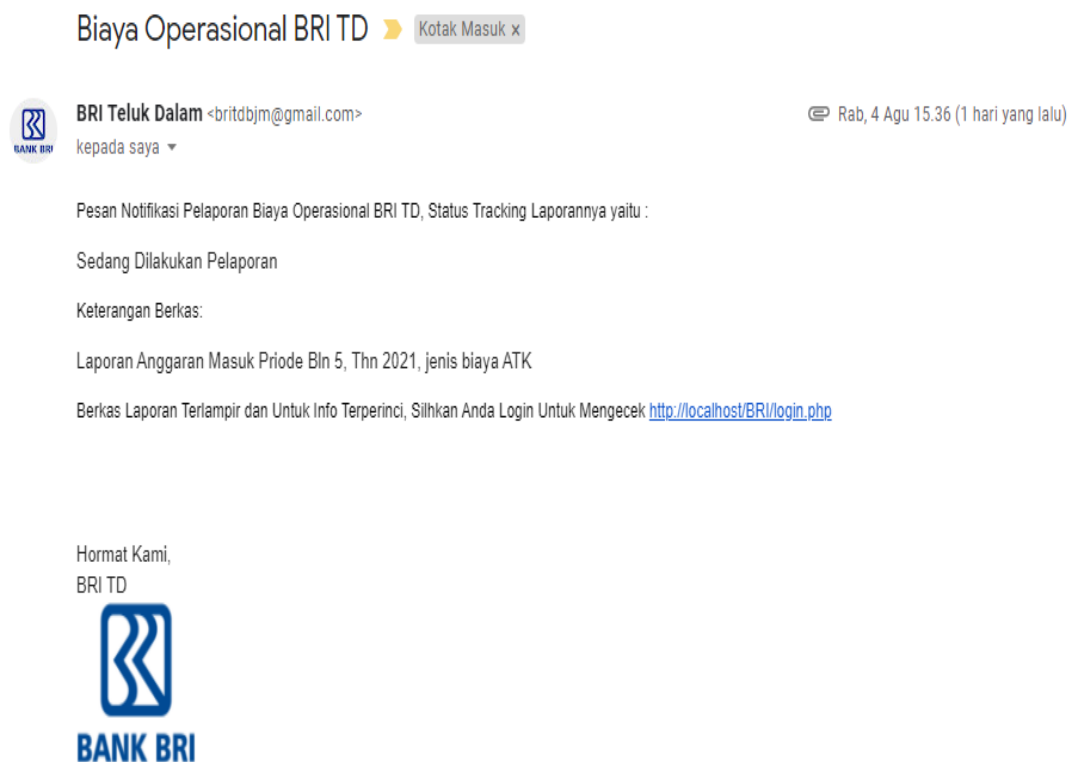 Biaya Operasional BRI TD Kotak Masuk x
BRI Teluk Dalam <britdbjm@gmail.com> Rab, 4 Agu 15.36 (1 hari yang lalu)
BANK BRI
kepada saya
Pesan Notifikasi Pelaporan Biaya Operasional BRI TD, Status Tracking Laporannya yaitu :
Sedang Dilakukan Pelaporan
Keterangan Berkas:
Laporan Anggaran Masuk Priode Bln 5, Thn 2021, jenis biaya ATK
Berkas Laporan Terlampir dan Untuk Info Terperinci, Silhkan Anda Login Untuk Mengecek http://localhost/BRI/login.php
Hormat Kami,
BRI TD
BANK BRI